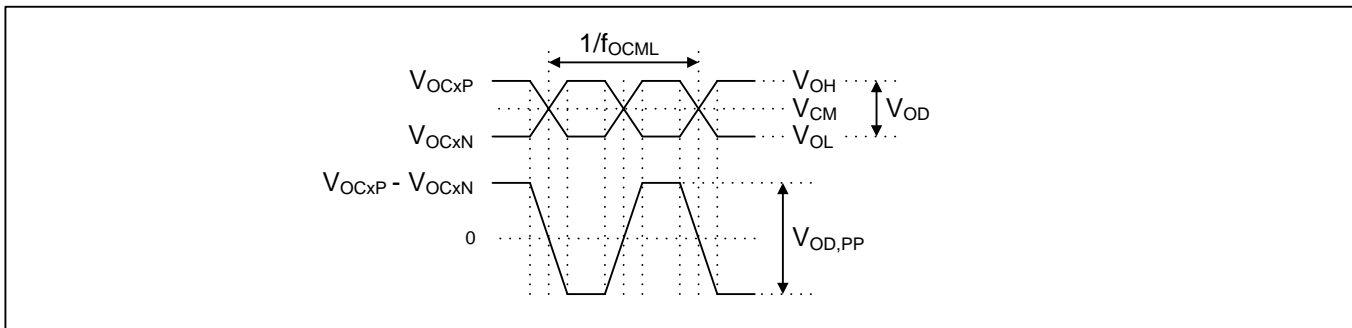 1/fOCML
VOCxP
VOH
VCM
VOD
VOCxN
VOL
VOCxP - VOCxN
0
VOD,PP